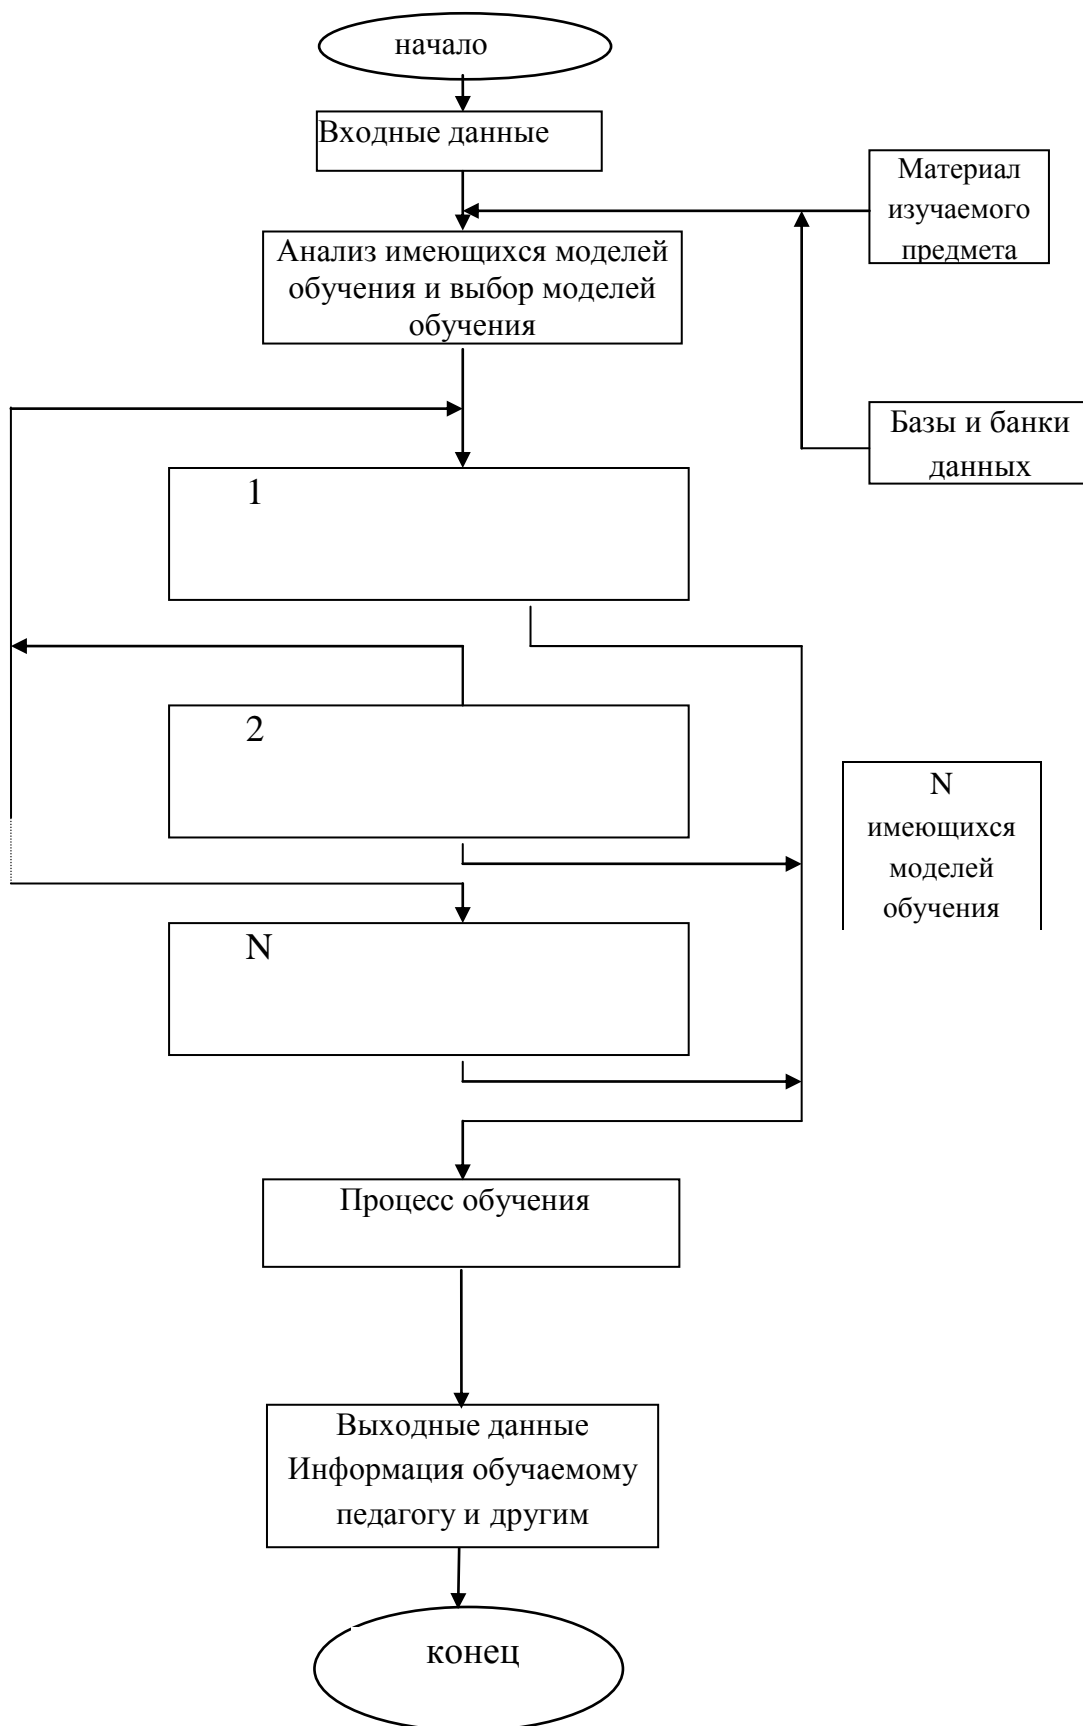 начало
Входные данные
Материал
изучаемого
предмета
Анализ имеющихся моделей
обучения и выбор моделей
обучения
Базы и банки
данных
1
2
N
имеющихся
моделей
обучения
N
Процесс обучения
Выходные данные
Информация обучаемому
педагогу и другим
конец